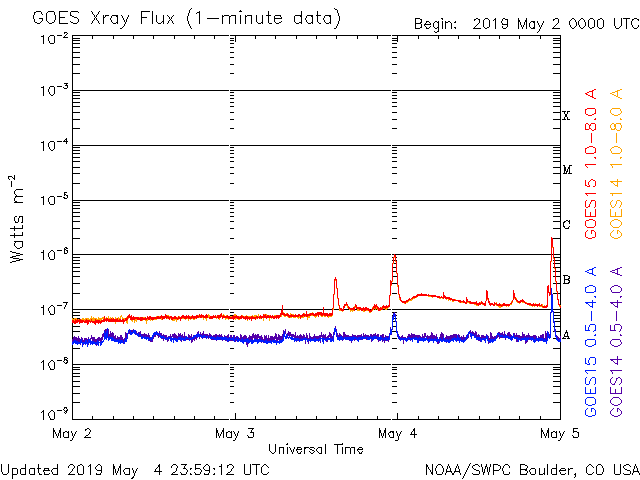 GOES Xray Flux (1-minute data)
Begin: 2019 May 2 0000 UTC
10⁻²
10⁻³
10⁻⁴
10⁻⁵
10⁻⁶
10⁻⁷
10⁻⁸
10⁻⁹
Watts m⁻²
X
M
C
B
A
GOES15 1.0-8.0 A
GOES14 1.0-8.0 A
GOES15 0.5-4.0 A
GOES14 0.5-4.0 A
May 2 May 3 May 4 May 5
Universal Time
Updated 2019 May 4 23:59:12 UTC
NOAA/SWPC Boulder, CO USA